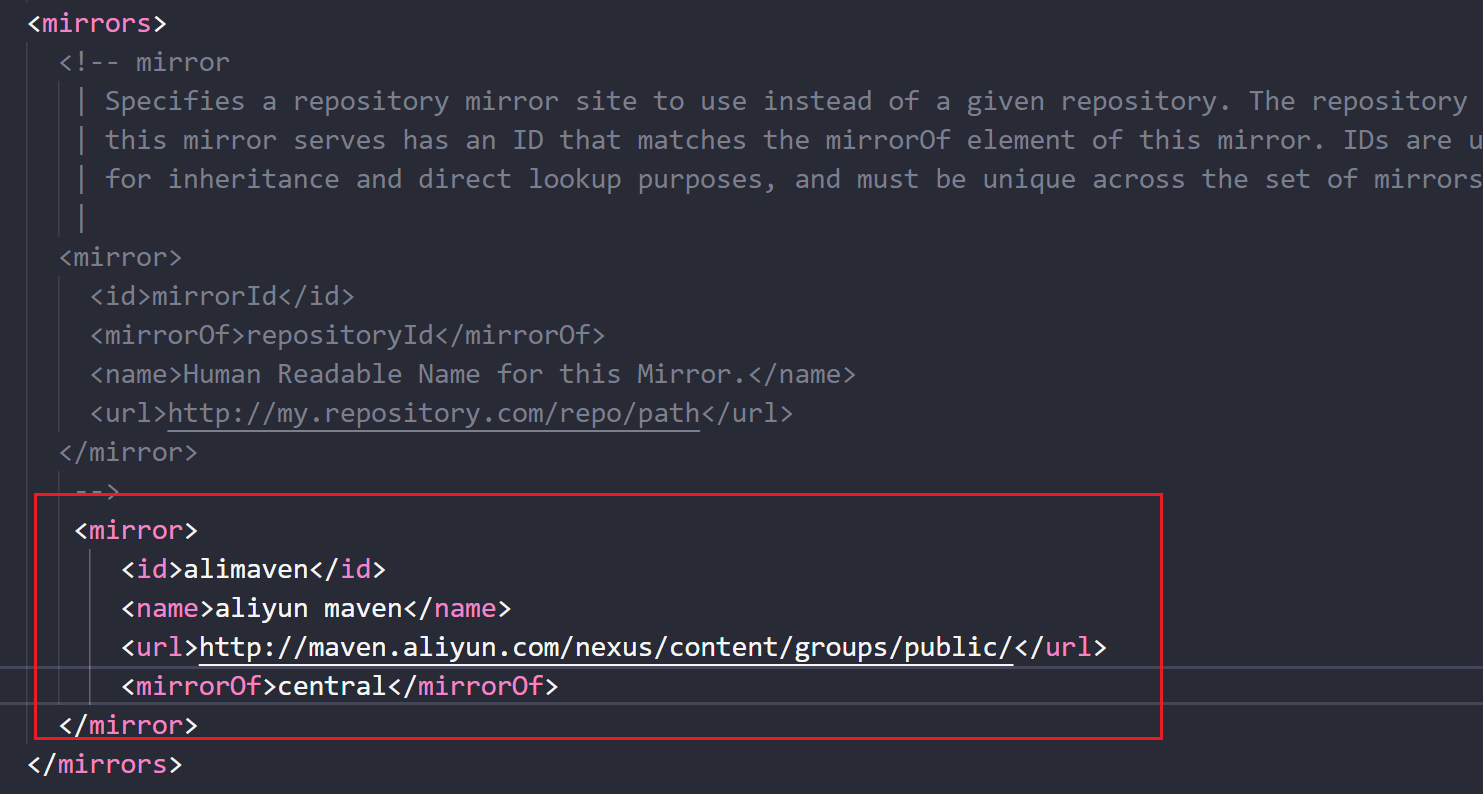 <mirrors>
<!-- mirror
| Specifies a repository mirror site to use instead of a given repository. The repository
| this mirror serves has an ID that matches the mirrorOf element of this mirror. IDs are
| for inheritance and direct lookup purposes, and must be unique across the set of mirrors
|
<mirror>
<id>mirrorId</id>
<mirrorOf>repositoryId</mirrorOf>
<name>Human Readable Name for this Mirror.</name>
<url>http://my.repository.com/repo/path</url>
</mirror>
-->
<mirror>
<id>alimaven</id>
<name>aliyun maven</name>
<url>http://maven.aliyun.com/nexus/content/groups/public/</url>
<mirrorOf>central</mirrorOf>
</mirror>
</mirrors>